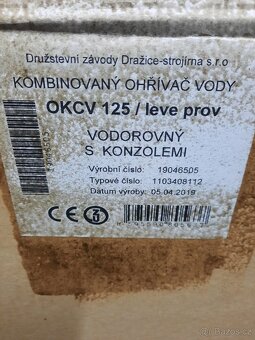 Družstevní závody Dražice-strojírna s.r.o
KOMBINOVANÝ OHŘÍVAČ VODY
OKCV 125 / leve prov
VODOROVNÝ
S KONZOLEMI
Výrobní číslo: 19046505
Typové číslo: 1103408112
Datum výroby: 05.04.2019
CE